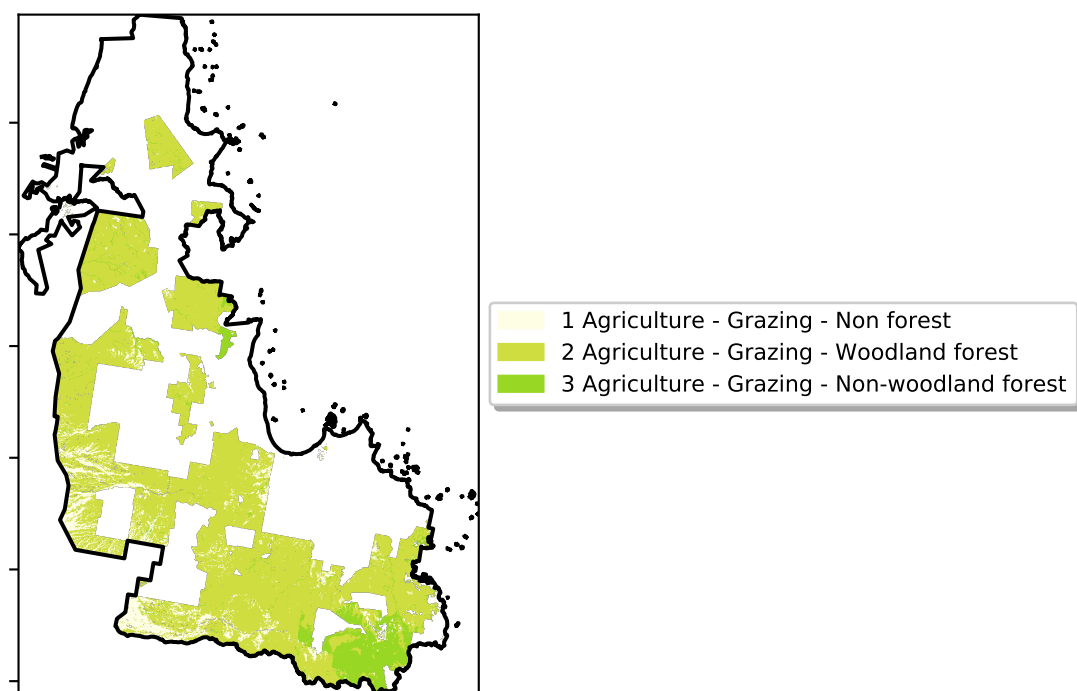 1 Agriculture - Grazing - Non forest
2 Agriculture - Grazing - Woodland forest
3 Agriculture - Grazing - Non-woodland forest